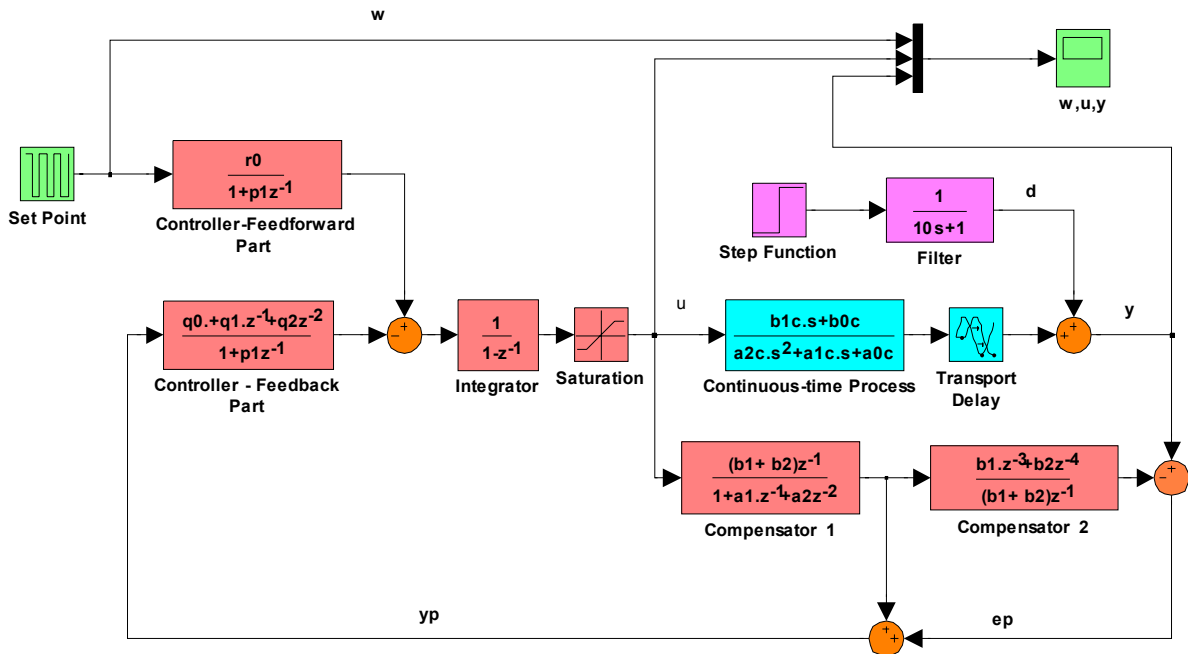 w
w,u,y
Set Point
r0
1+p1z-1
Controller-Feedforward
Part
Step Function
1
10s+1
Filter
d
q0.+q1.z-1+q2z-2
1+p1z-1
Controller - Feedback
Part
- +
1
1-z-1
Integrator
Saturation
u
b1c.s+b0c
a2c.s2+a1c.s+a0c
Continuous-time Process
Transport
Delay
+
+
y
(b1+ b2)z-1
1+a1.z-1+a2z-2
Compensator 1
b1.z-3+b2z-4
(b1+ b2)z-1
Compensator 2
- +
yp
+
+
ep